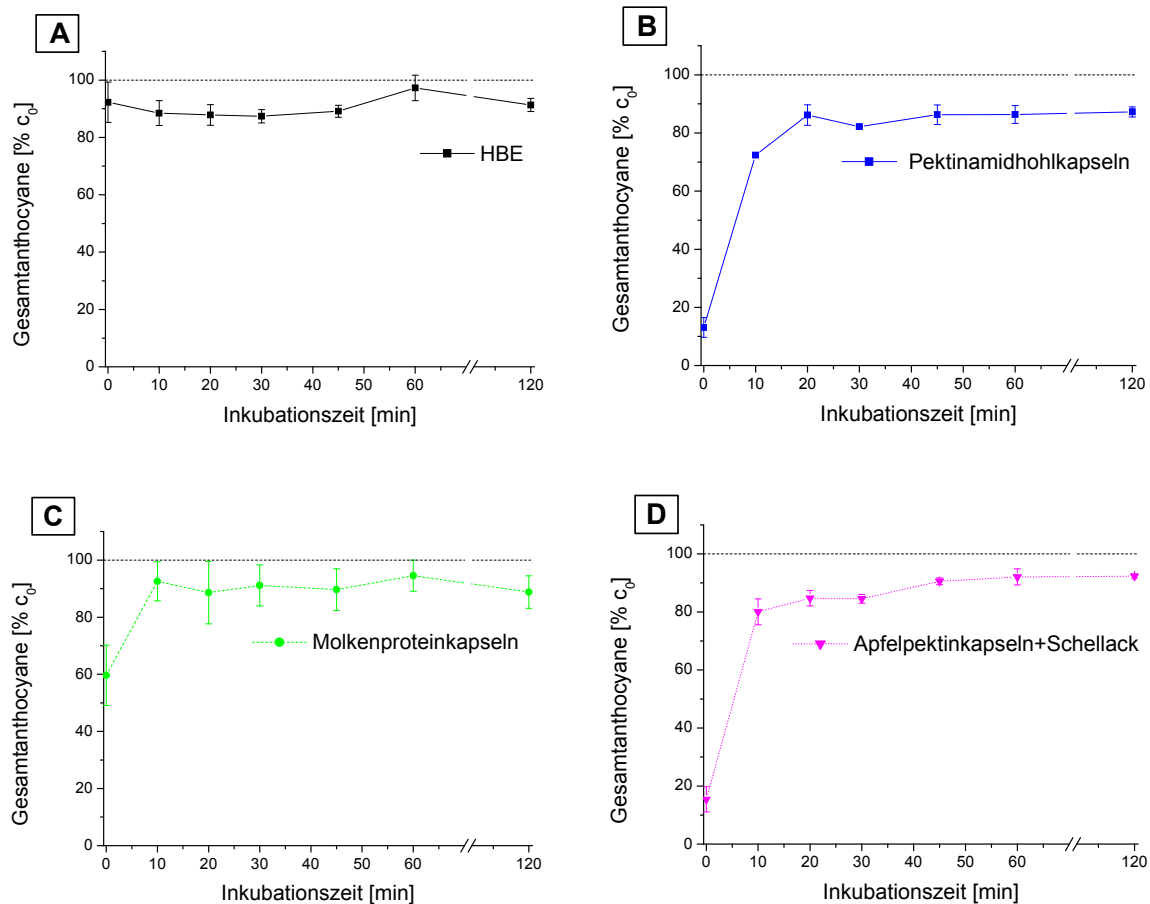 A
Gesamtanthocyane [% c0]
100
80
60
40
20
0
HBE
0 10 20 30 40 50 60 120
Inkubationszeit [min]
B
Gesamtanthocyane [% c0]
100
80
60
40
20
0
Pektinamidhohlkapseln
0 10 20 30 40 50 60 120
Inkubationszeit [min]
C
Gesamtanthocyane [% c0]
100
80
60
40
20
0
Molkenproteinkapseln
0 10 20 30 40 50 60 120
Inkubationszeit [min]
D
Gesamtanthocyane [% c0]
100
80
60
40
20
0
Apfelpektinkapseln+Schellack
0 10 20 30 40 50 60 120
Inkubationszeit [min]